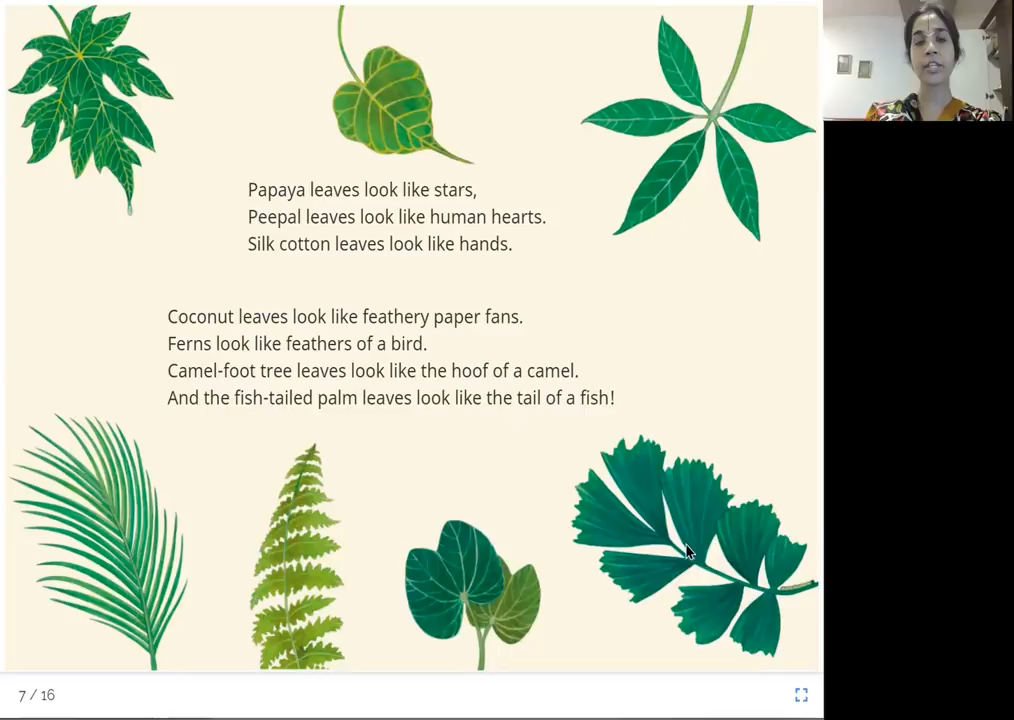 Papaya leaves look like stars,
Peepal leaves look like human hearts.
Silk cotton leaves look like hands.
Coconut leaves look like feathery paper fans.
Ferns look like feathers of a bird.
Camel-foot tree leaves look like the hoof of a camel.
And the fish-tailed palm leaves look like the tail of a fish!
7 / 16